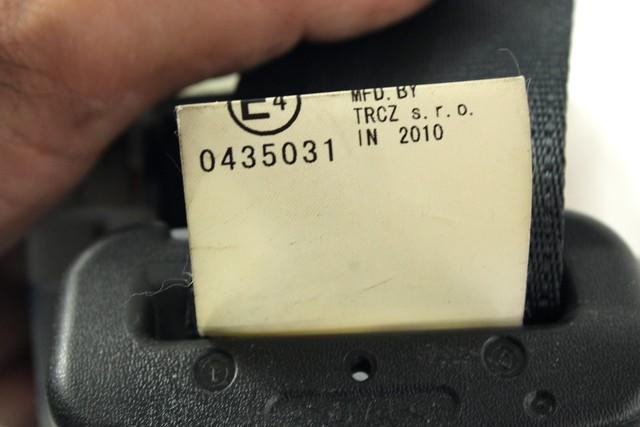 E4
0435031
MFD. BY
TRCZ s. r. o.
IN 2010